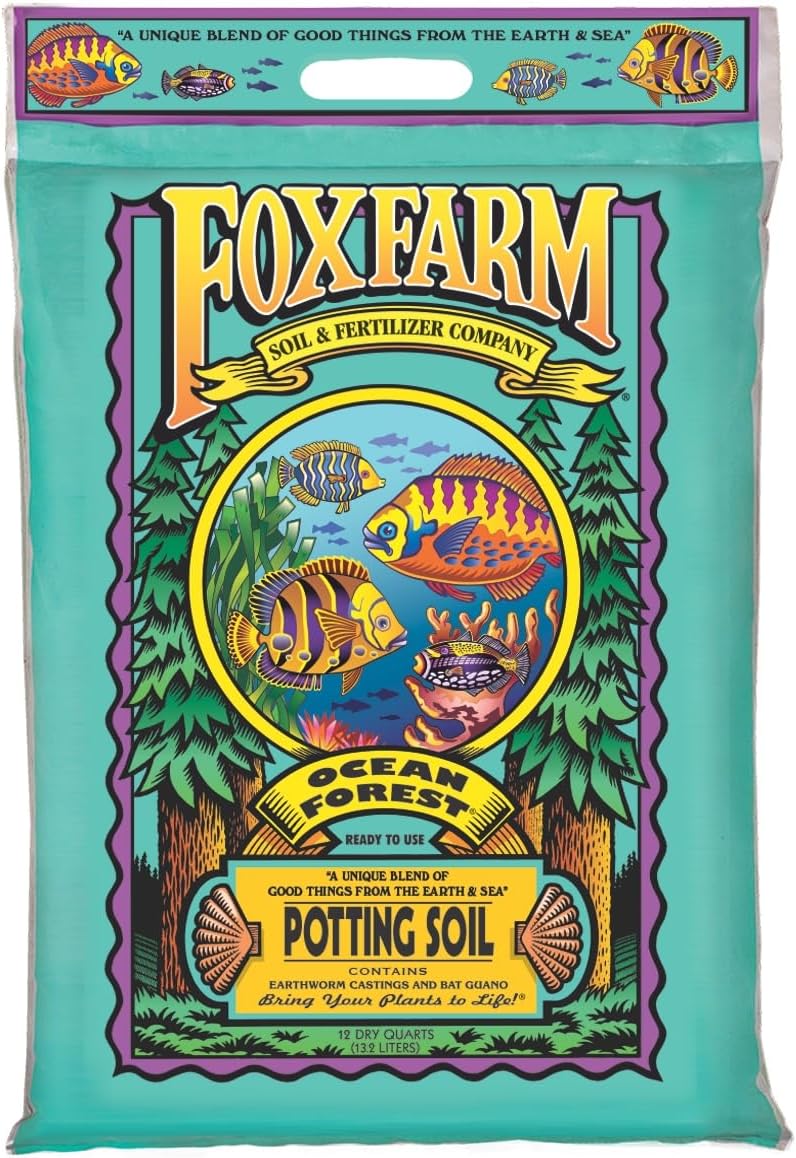 "A UNIQUE BLEND OF GOOD THINGS FROM THE EARTH & SEA"
FOXFARM
SOIL & FERTILIZER COMPANY
®
OCEAN
FOREST®
READY TO USE
"A UNIQUE BLEND OF
GOOD THINGS FROM THE EARTH & SEA"
POTTING SOIL
CONTAINS
EARTHWORM CASTINGS AND BAT GUANO
Bring Your Plants to Life!®
12 DRY QUARTS
(13.2 LITERS)